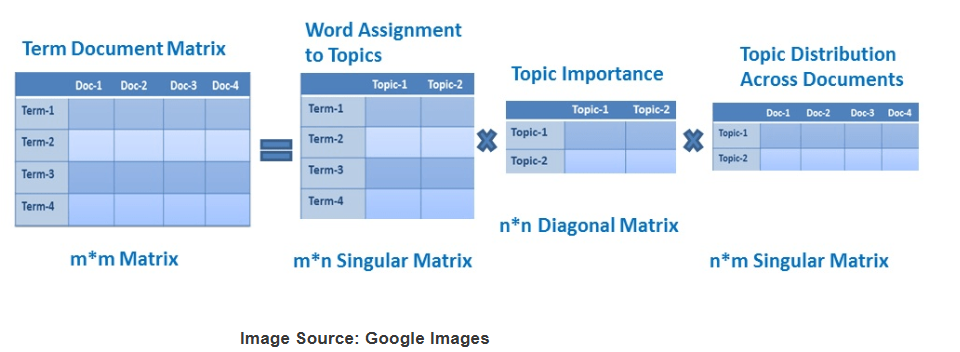 Term Document Matrix
Doc-1 Doc-2 Doc-3 Doc-4
Term-1
Term-2
Term-3
Term-4
m*m Matrix
Word Assignment
to Topics
Topic-1 Topic-2
Term-1
Term-2
Term-3
Term-4
m*n Singular Matrix
Topic Importance
Topic-1 Topic-2
Topic-1
Topic-2
n*n Diagonal Matrix
Topic Distribution
Across Documents
Doc-1 Doc-2 Doc-3 Doc-4
Topic-1
Topic-2
n*m Singular Matrix
Image Source: Google Images